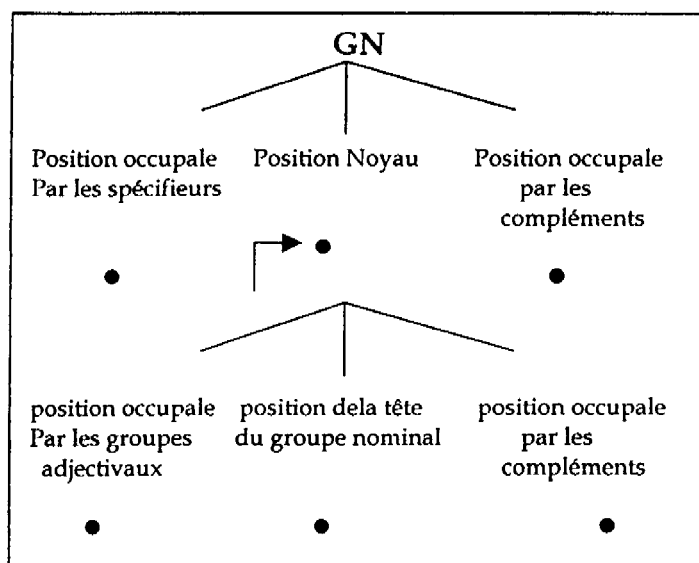 GN
Position occupale
Par les spécifieurs
Position Noyau
Position occupale
par les
compléments
position occupale
Par les groupes
adjectivaux
position dela tête
du groupe nominal
position occupale
par les
compléments